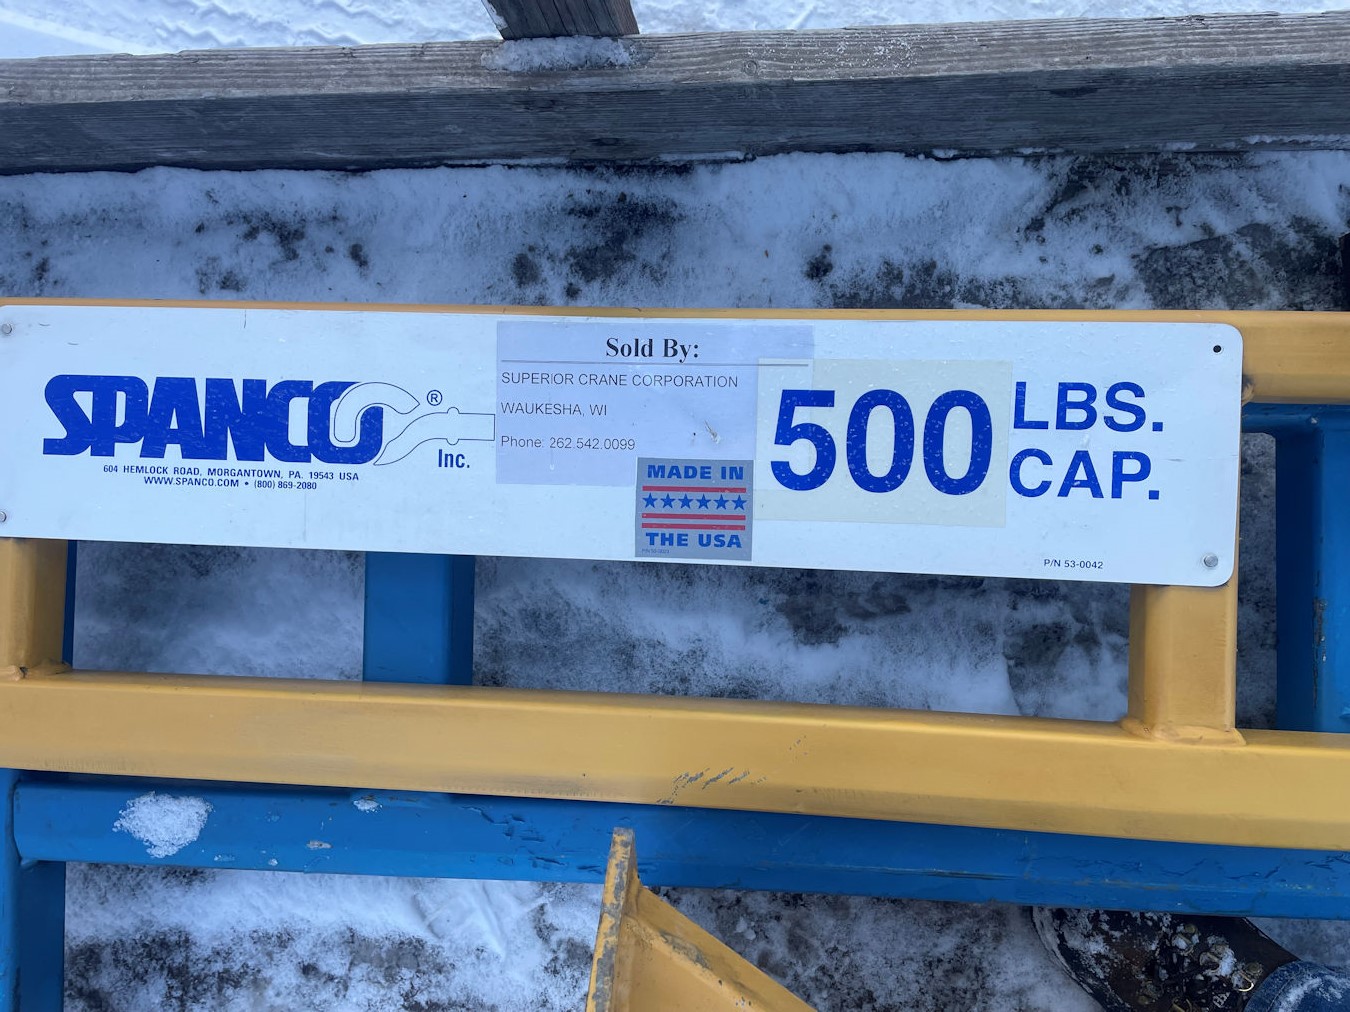 SPANCO®
Inc.
604 HEMLOCK ROAD, MORGANTOWN, PA. 19543 USA
WWW.SPANCO.COM • (800) 869-2080
Sold By:
SUPERIOR CRANE CORPORATION
WAUKESHA, WI
Phone: 262.542.0099
MADE IN
THE USA
500 LBS.
CAP.
P/N 53-0042